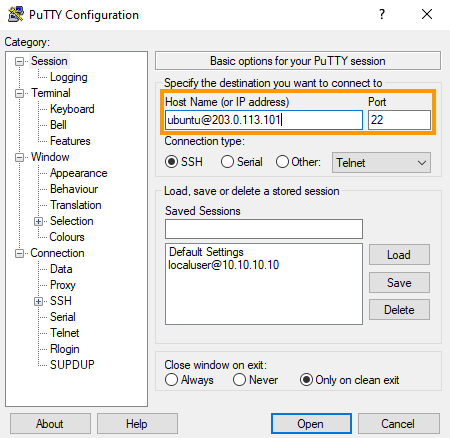 PuTTY Configuration
?
Category:
Session
Logging
Terminal
Keyboard
Bell
Features
Window
Appearance
Behaviour
Translation
Selection
Colours
Connection
Data
Proxy
SSH
Serial
Telnet
Rlogin
SUPDUP
Basic options for your PuTTY session
Specify the destination you want to connect to
Host Name (or IP address) Port
ubuntu@203.0.113.101 22
Connection type:
SSH Serial Other: Telnet
Load, save or delete a stored session
Saved Sessions
Default Settings
localuser@10.10.10.10
Load
Save
Delete
Close window on exit:
Always Never Only on clean exit
About Help Open Cancel